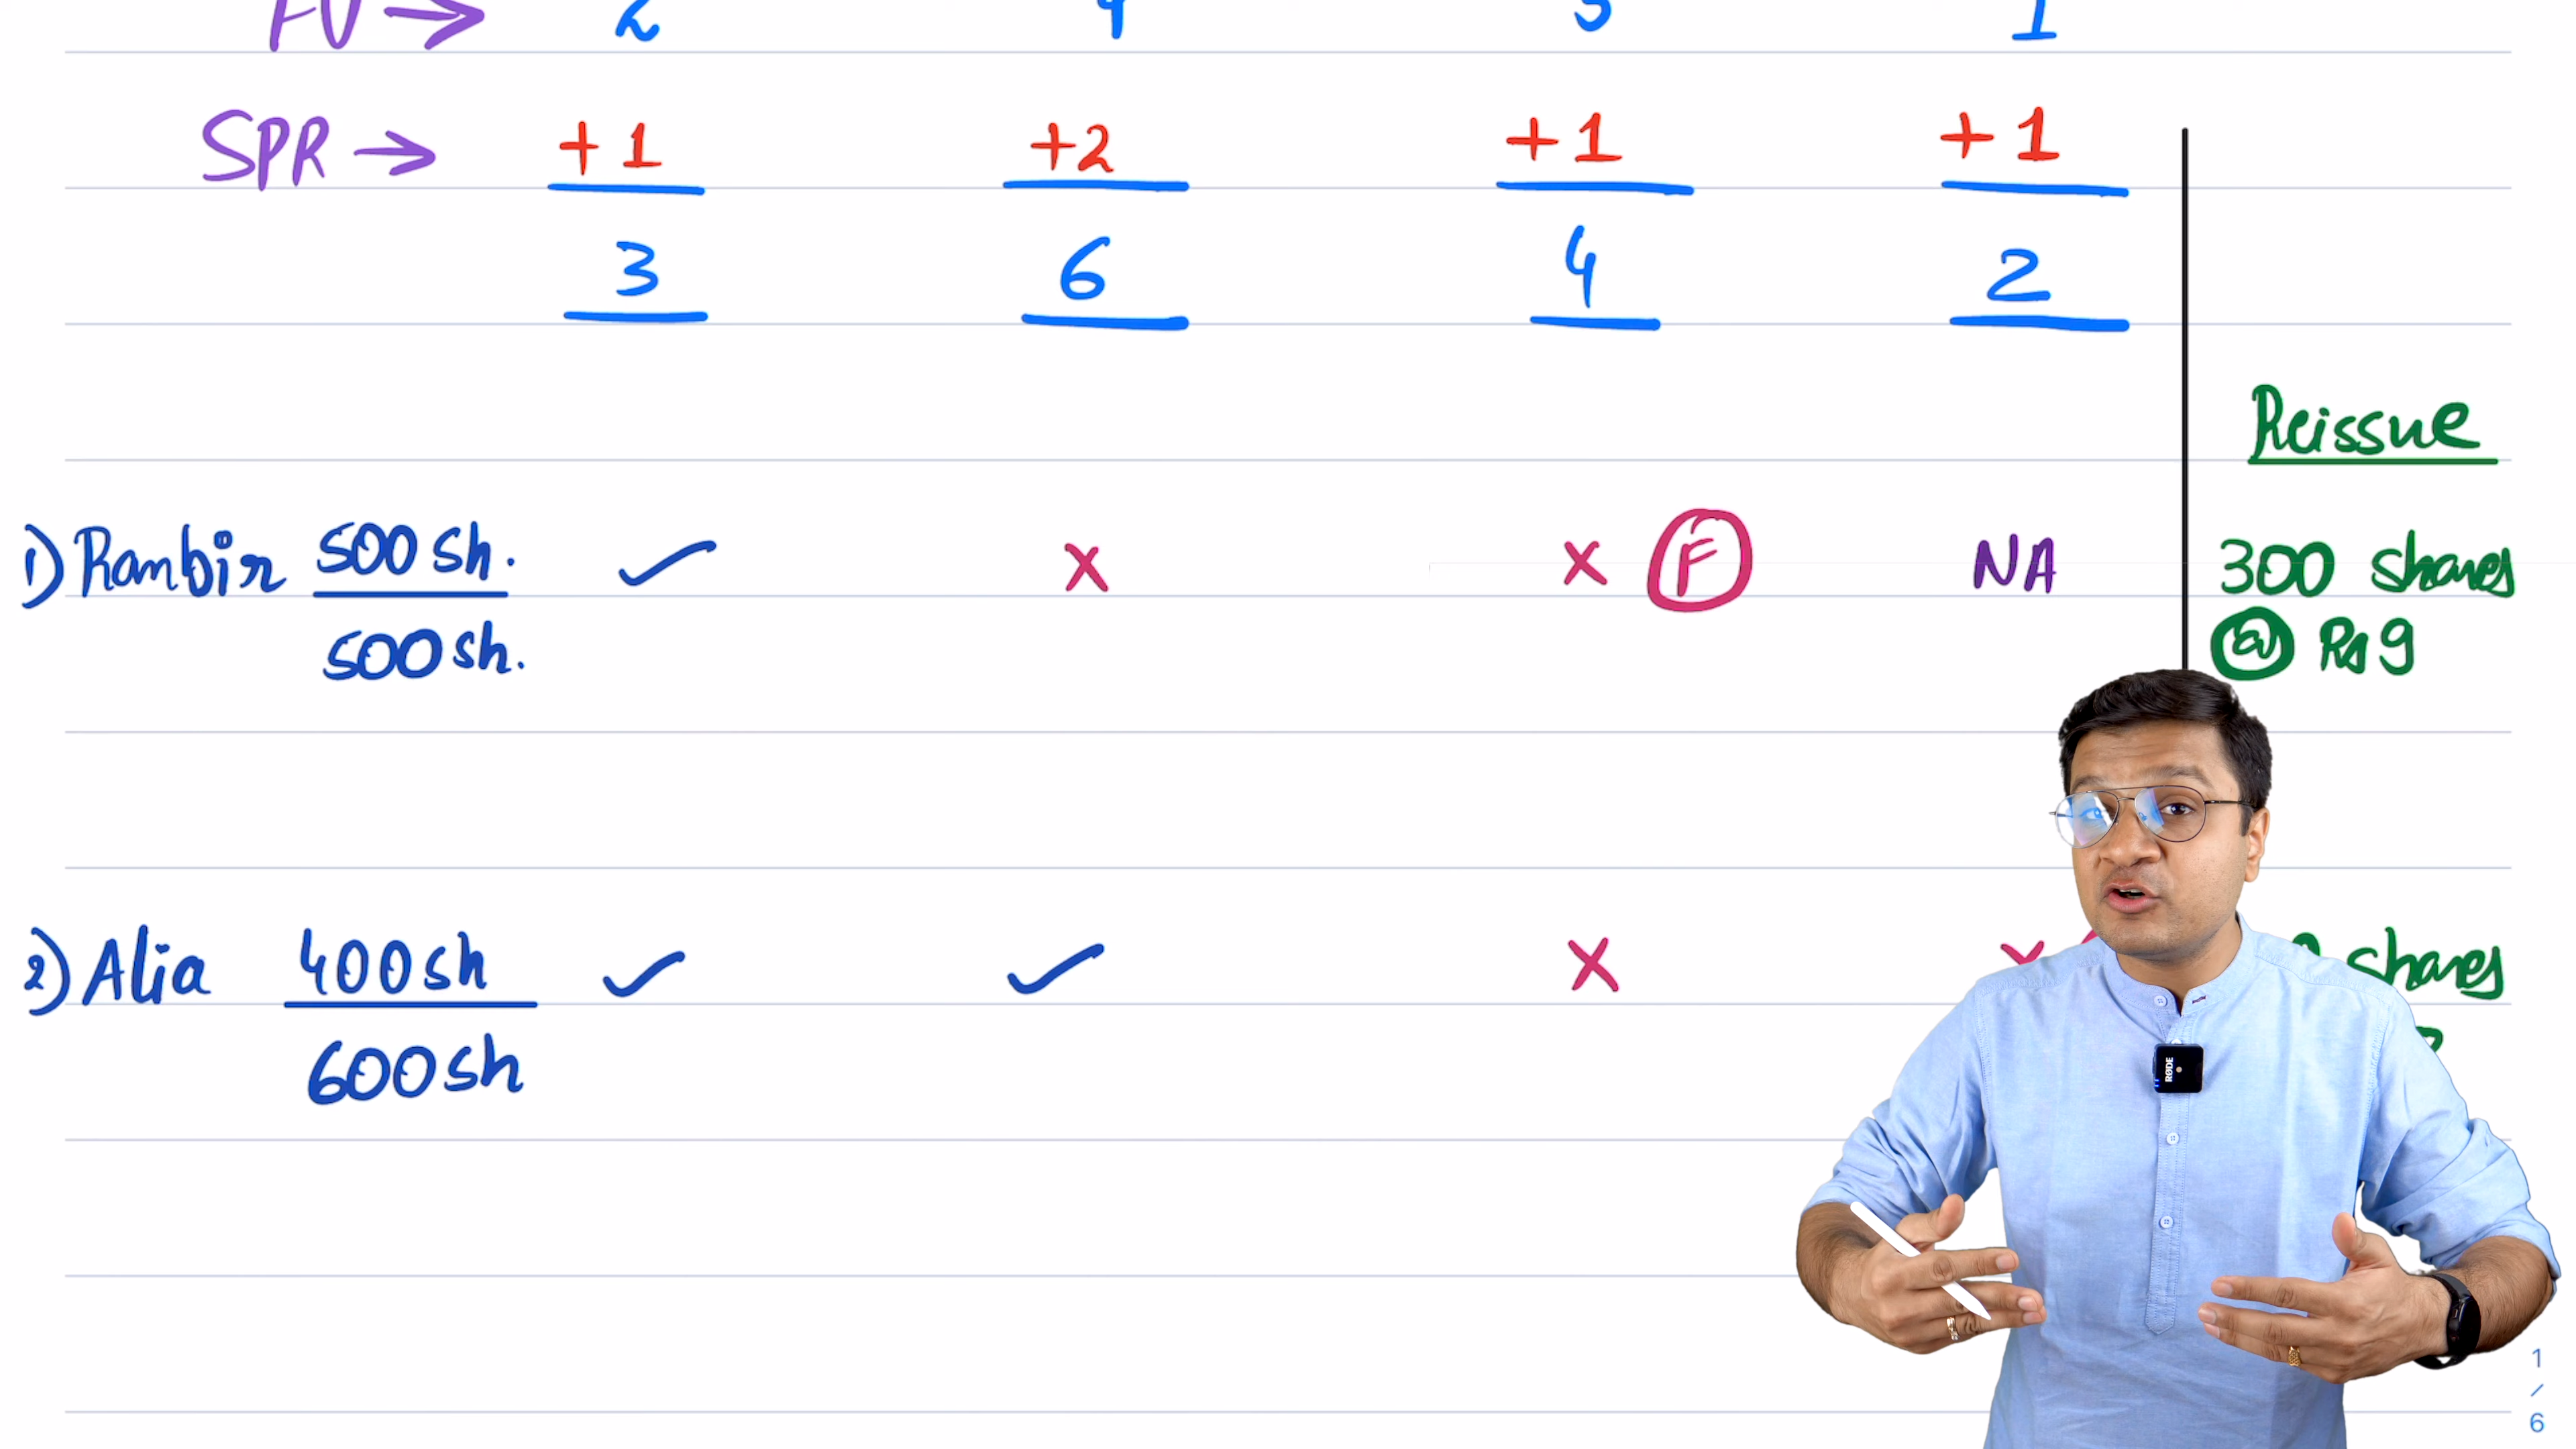 FV → 2 4 3 1
SPR → +1 +2 +1 +1
3 6 4 2
Reissue
1) Ranbir 500 sh. ✓ x x F NA 300 shares
500 sh. @ Rs 9
2) Alia 400 sh ✓ ✓ x x shares
600 sh
RØDE
1
/
6